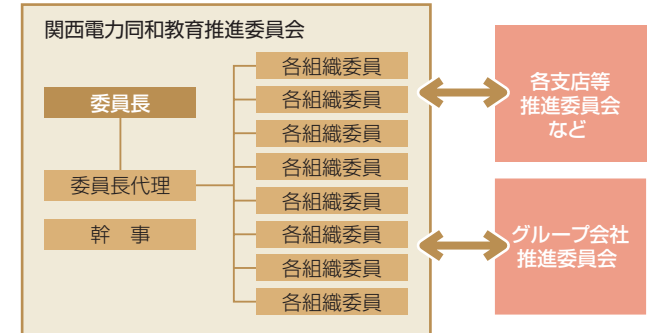 関西電力同和教育推進委員会
委員長
委員長代理
幹　事
各組織委員
各組織委員
各組織委員
各組織委員
各組織委員
各組織委員
各組織委員
各組織委員
各支店等
推進委員会
など
グループ会社
推進委員会